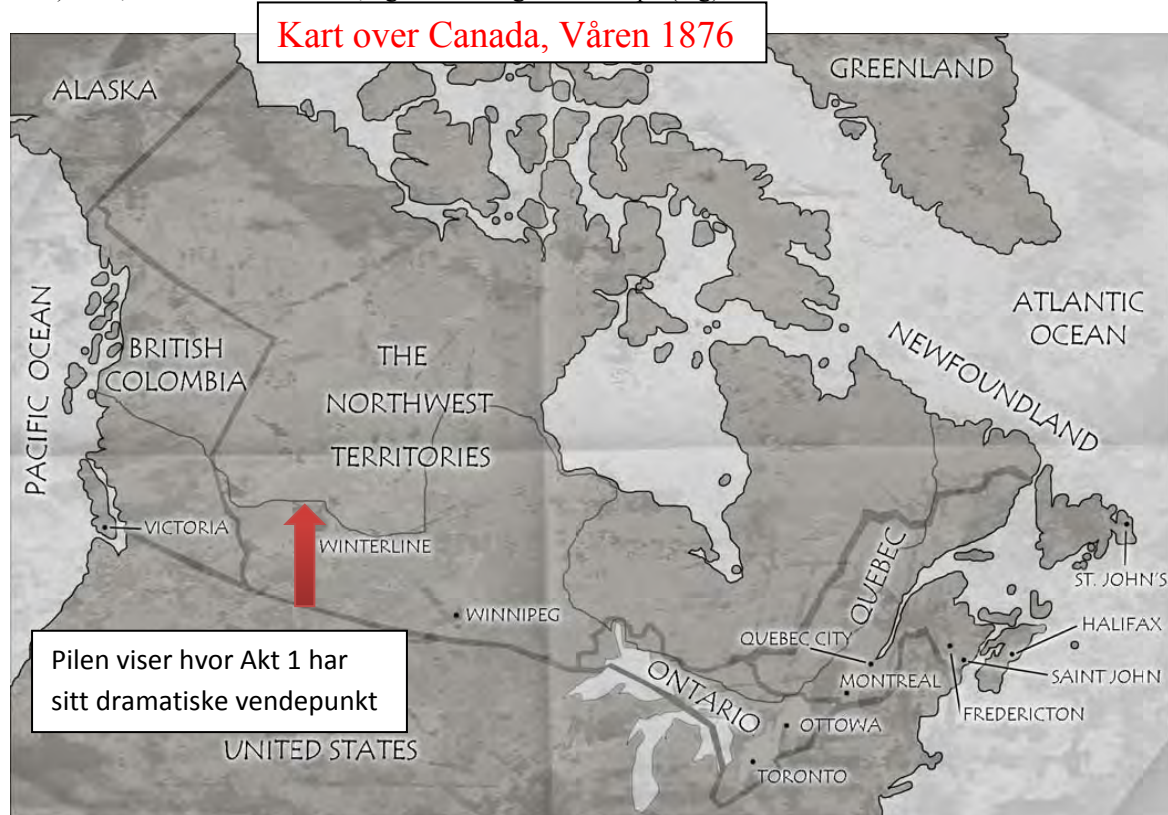 Kart over Canada, Våren 1876
ALASKA
GREENLAND
PACIFIC OCEAN
BRITISH
COLOMBIA
THE
NORTHWEST
TERRITORIES
ATLANTIC
OCEAN
NEWFOUNDLAND
VICTORIA
WINTERLINE
WINNIPEG
QUEBEC
ST. JOHN'S
QUEBEC CITY
HALIFAX
MONTREAL
SAINT JOHN
ONTARIO
FREDERICTON
OTTOWA
TORONTO
Pilen viser hvor Akt 1 har
sitt dramatiske vendepunkt
UNITED STATES